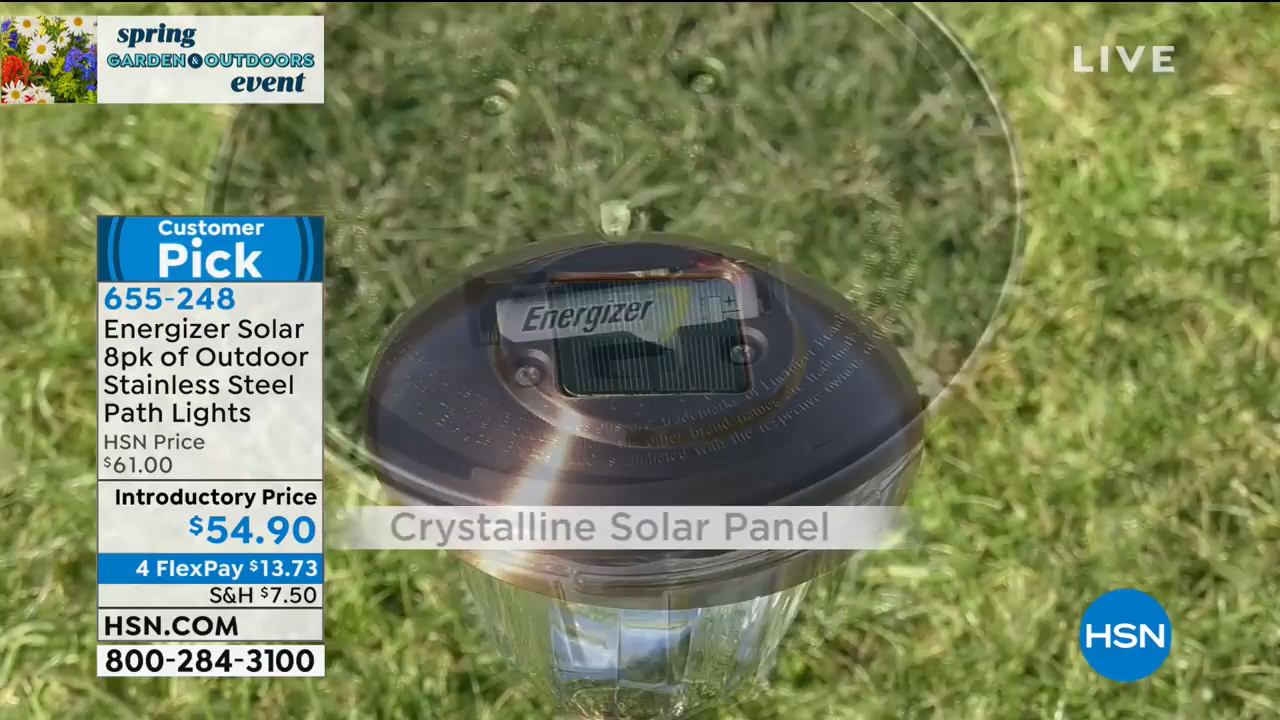 spring
GARDEN & OUTDOORS
event
LIVE
Customer
Pick
655-248
Energizer Solar
8pk of Outdoor
Stainless Steel
Path Lights
HSN Price
$61.00
Introductory Price
$54.90
4 FlexPay $13.73
S&H $7.50
HSN.COM
800-284-3100
Energizer
Crystalline Solar Panel
HSN